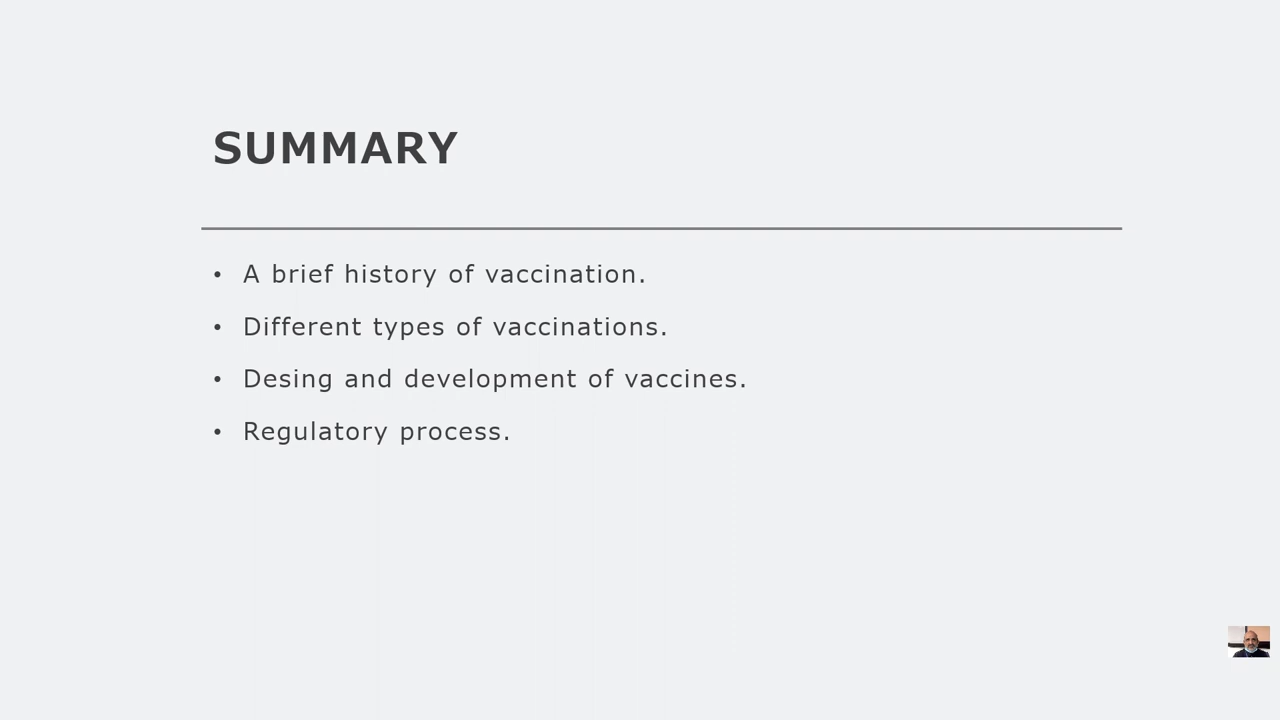 SUMMARY
• A brief history of vaccination.
• Different types of vaccinations.
• Desing and development of vaccines.
• Regulatory process.